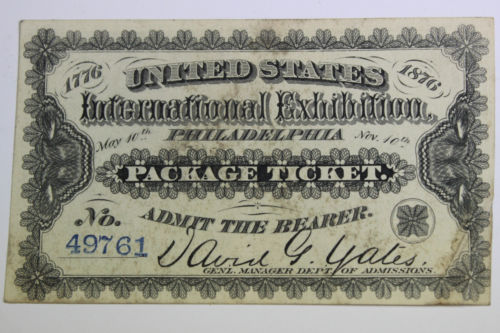 1776 UNITED STATES 1876
International Exhibition,
May 10th PHILADELPHIA Nov. 10th
PACKAGE TICKET.
ADMIT THE BEARER.
No.
49761
David G. Yates.
GENL. MANAGER DEPT. OF ADMISSIONS.